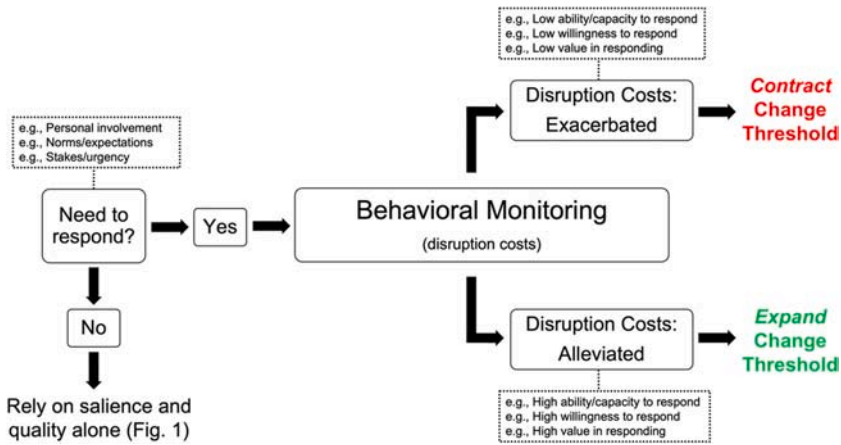 e.g., Low ability/capacity to respond
e.g., Low willingness to respond
e.g., Low value in responding
Disruption Costs:
Exacerbated
Contract
Change
Threshold
e.g., Personal involvement
e.g., Norms/expectations
e.g., Stakes/urgency
Need to
respond?
Yes
Behavioral Monitoring
(disruption costs)
No
Rely on salience and
quality alone (Fig. 1)
Disruption Costs:
Alleviated
Expand
Change
Threshold
e.g., High ability/capacity to respond
e.g., High willingness to respond
e.g., High value in responding